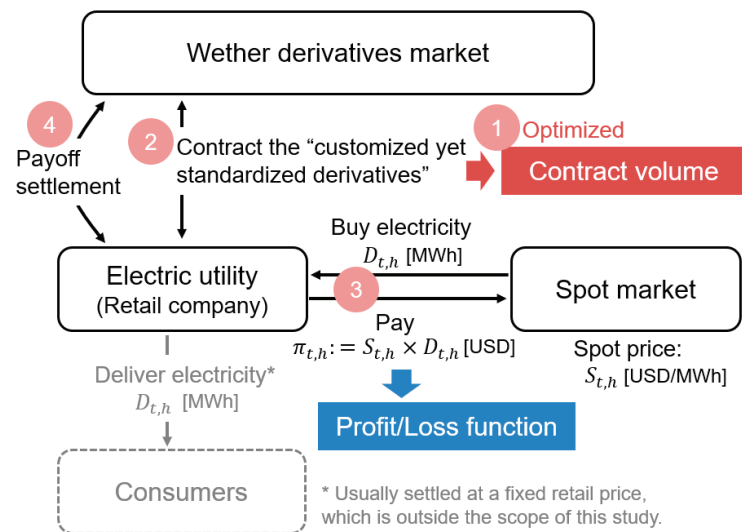 Wether derivatives market
4
Payoff
settlement
2
Contract the “customized yet
standardized derivatives”
1
Optimized
Contract volume
Buy electricity
D_{t,h} [MWh]
Electric utility
(Retail company)
3
Spot market
Pay
π_{t,h}:= S_{t,h} × D_{t,h} [USD]
Spot price:
S_{t,h} [USD/MWh]
Deliver electricity*
D_{t,h} [MWh]
Profit/Loss function
Consumers
* Usually settled at a fixed retail price,
which is outside the scope of this study.